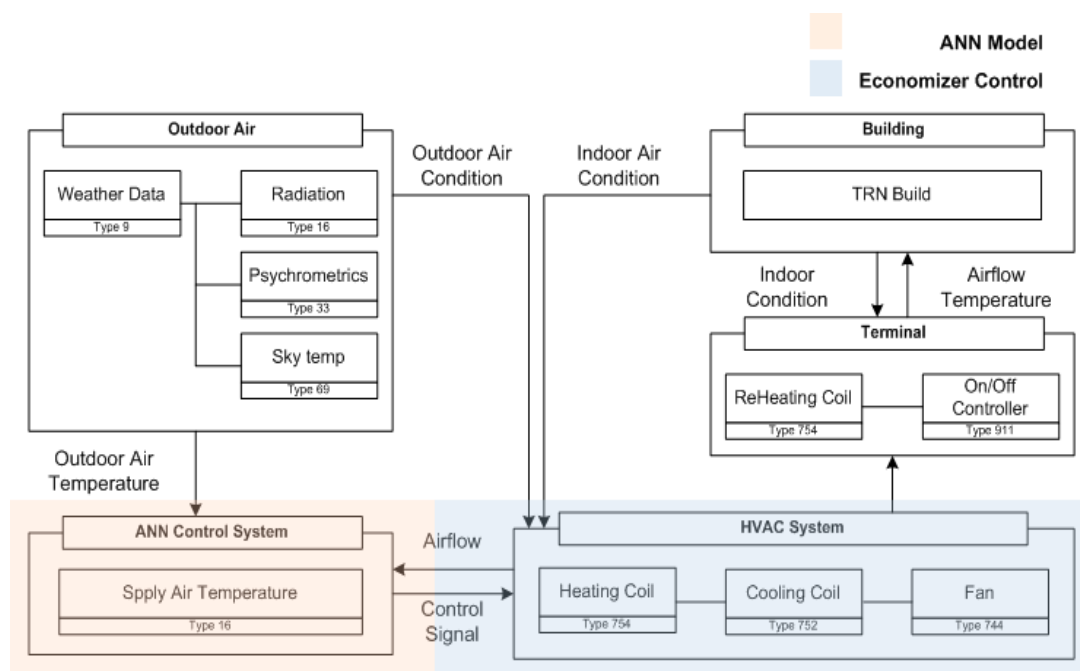 ANN Model
Economizer Control
Outdoor Air
Weather Data
Type 9
Radiation
Type 16
Psychrometrics
Type 33
Sky temp
Type 69
Outdoor Air
Condition
Indoor Air
Condition
Building
TRN Build
Indoor
Condition
Airflow
Temperature
Terminal
ReHeating Coil
Type 754
On/Off
Controller
Type 911
Outdoor Air
Temperature
ANN Control System
Spply Air Temperature
Type 16
Airflow
Control
Signal
HVAC System
Heating Coil
Type 754
Cooling Coil
Type 752
Fan
Type 744